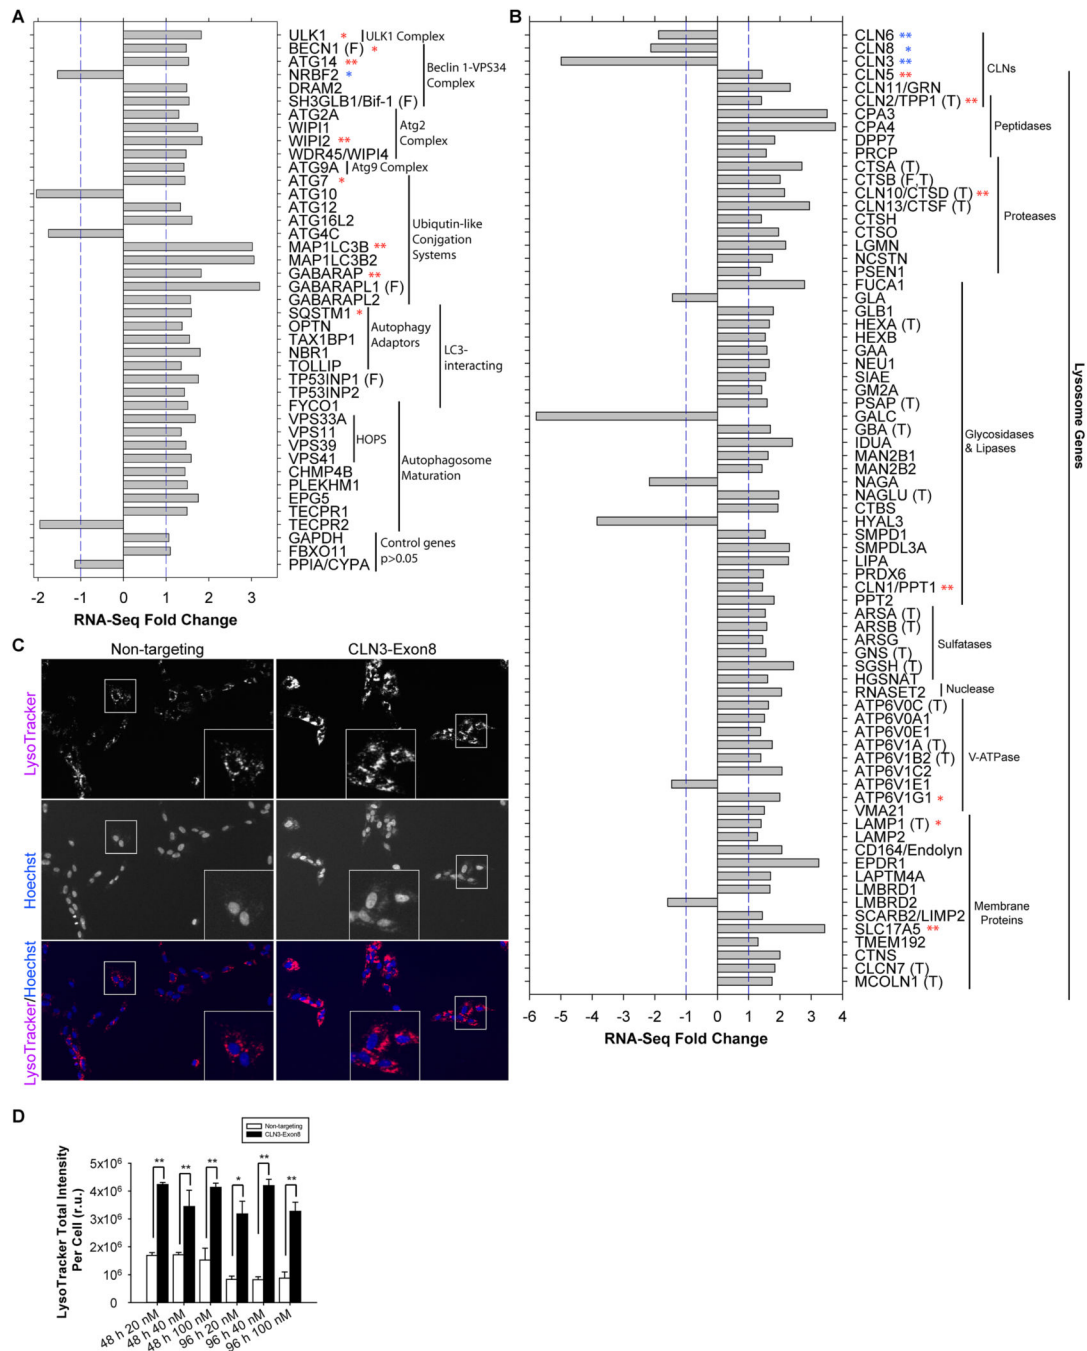 A
ULK1 *
BECN1 (F) *
ATG14 **
NRBF2 *
DRAM2
SH3GLB1/Bif-1 (F)
ATG2A
WIPI1
WIPI2 **
WDR45/WIPI4
ATG9A
ATG7 *
ATG10
ATG12
ATG16L2
ATG4C
MAP1LC3B **
MAP1LC3B2
GABARAP **
GABARAPL1 (F)
GABARAPL2
SQSTM1 *
OPTN
TAX1BP1
NBR1
TOLLIP
TP53INP1 (F)
TP53INP2
FYCO1
VPS33A
VPS11
VPS39
VPS41
CHMP4B
PLEKHM1
EPG5
TECPR1
TECPR2
GAPDH
FBXO11
PPIA/CYPA
ULK1 Complex
Beclin 1-VPS34
Complex
Atg2
Complex
Atg9 Complex
Ubiqutin-like
Conjgation
Systems
Autophagy
Adaptors
LC3-
interacting
HOPS
Autophagosome
Maturation
Control genes
p>0.05
-2 -1 0 1 2 3
RNA-Seq Fold Change
B
CLN6 **
CLN8 *
CLN3 **
CLN5 **
CLN11/GRN
CLN2/TPP1 (T) **
CPA3
CPA4
DPP7
PRCP
CTSA (T)
CTSB (F,T)
CLN10/CTSD (T) **
CLN13/CTSF (T)
CTSH
CTSO
LGMN
NCSTN
PSEN1
FUCA1
GLA
GLB1
HEXA (T)
HEXB
GAA
NEU1
SIAE
GM2A
PSAP (T)
GALC
GBA (T)
IDUA
MAN2B1
MAN2B2
NAGA
NAGLU (T)
CTBS
HYAL3
SMPD1
SMPDL3A
LIPA
PRDX6
CLN1/PPT1 **
PPT2
ARSA (T)
ARSB (T)
ARSG
GNS (T)
SGSH (T)
HGSNAT
RNASET2
ATP6V0C (T)
ATP6V0A1
ATP6V0E1
ATP6V1A (T)
ATP6V1B2 (T)
ATP6V1C2
ATP6V1E1
ATP6V1G1 *
VMA21
LAMP1 (T) *
LAMP2
CD164/Endolyn
EPDR1
LAPTM4A
LMBRD1
LMBRD2
SCARB2/LIMP2
SLC17A5 **
TMEM192
CTNS
CLCN7 (T)
MCOLN1 (T)
CLNs
Peptidases
Proteases
Glycosidases
& Lipases
Sulfatases
Nuclease
V-ATPase
Membrane
Proteins
Lysosome Genes
-6 -5 -4 -3 -2 -1 0 1 2 3 4
RNA-Seq Fold Change
C
Non-targeting CLN3-Exon8
LysoTracker
Hoechst
LysoTracker/Hoechst
D
Non-targeting
CLN3-Exon8
LysoTracker Total Intensity
Per Cell (r.u.)
5x10⁶
4x10⁶
3x10⁶
2x10⁶
10⁶
0
** ** ** * ** **
48 h 20 nM
48 h 40 nM
48 h 100 nM
96 h 20 nM
96 h 40 nM
96 h 100 nM